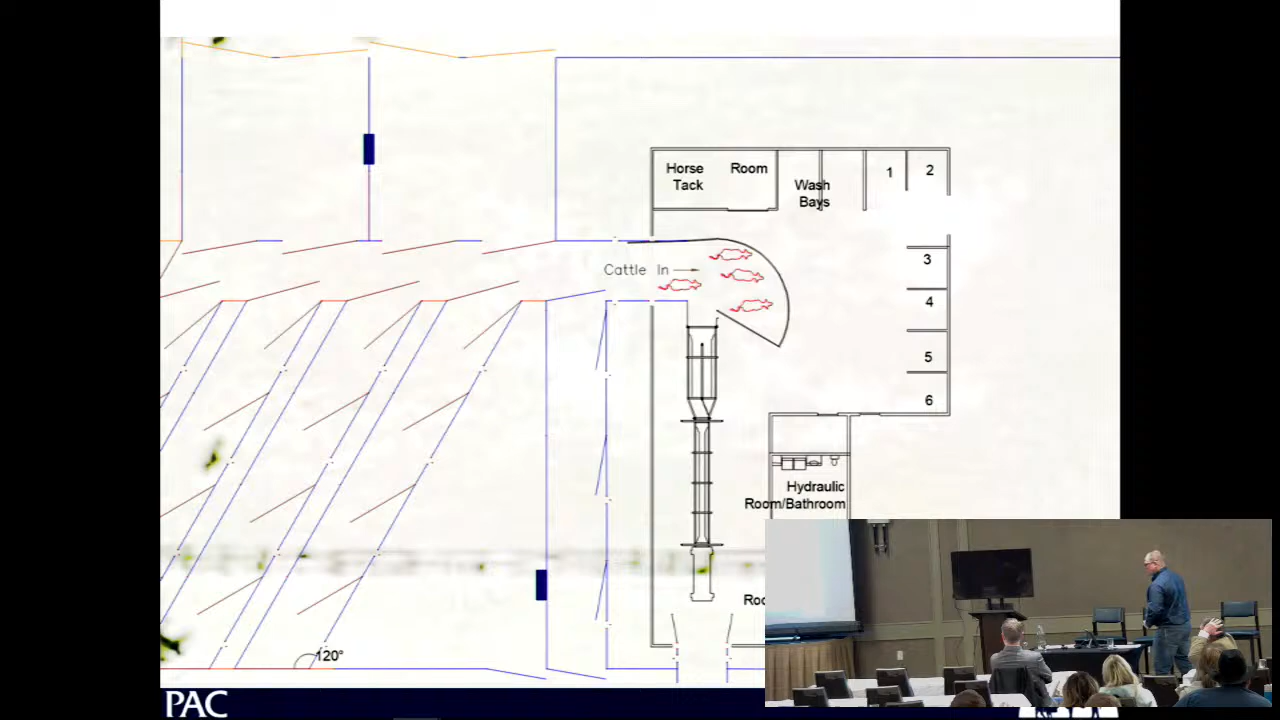 Horse Room
Tack
Wash
Bays
1
2
Cattle In
3
4
5
6
Hydraulic
Room/Bathroom
120°
PAC